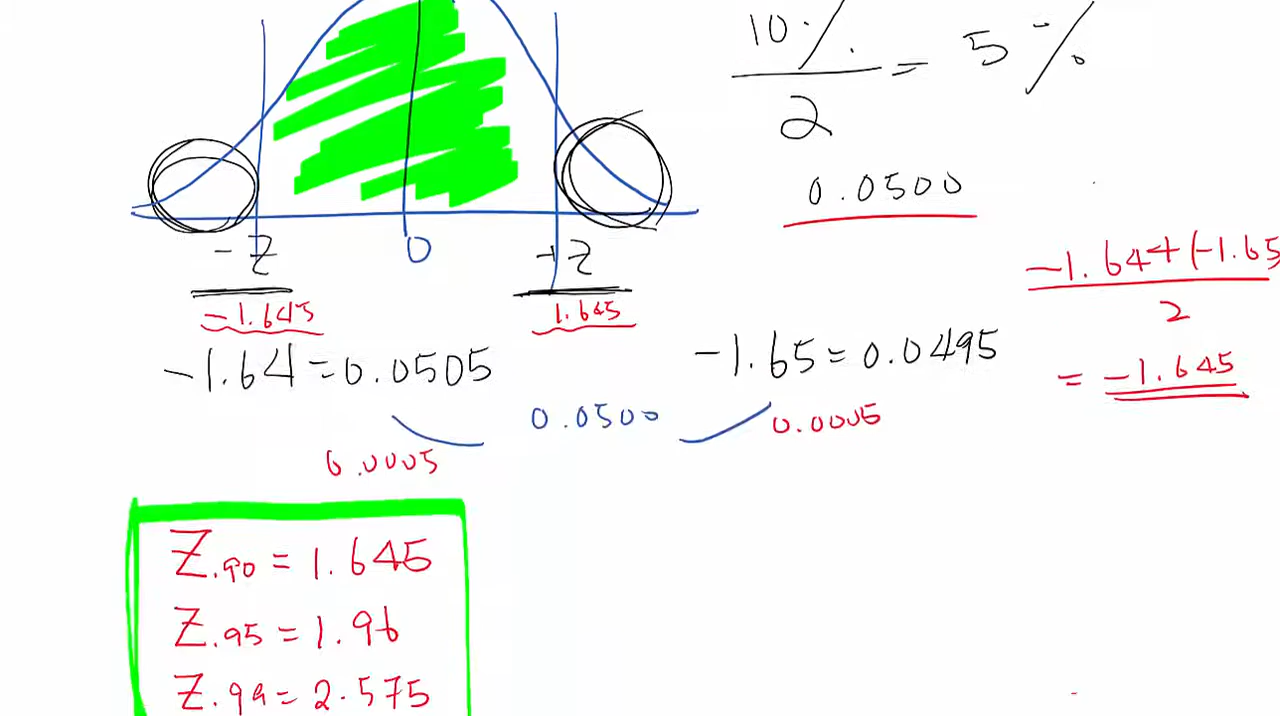 10%
2
= 5%
0.0500
-Z 0 +Z
-1.645 1.645
-1.64 + (-1.65
2
= -1.645
-1.64 = 0.0505
-1.65 = 0.0495
0.0500
0.0005
0.0005
Z.90 = 1.645
Z.95 = 1.96
Z.99 = 2.575